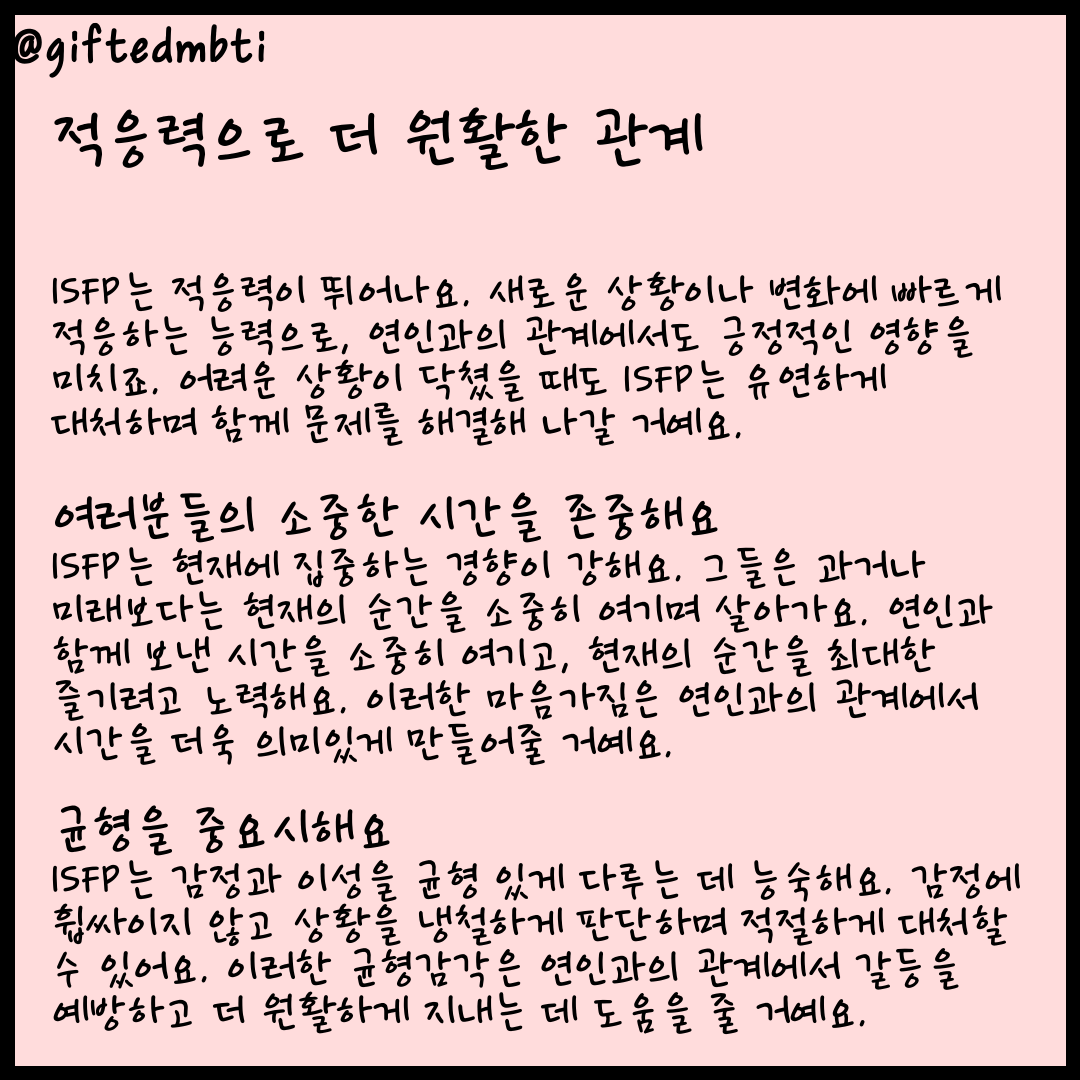 @giftedmbti
적응력으로 더 원활한 관계
ISFP는 적응력이 뛰어나요. 새로운 상황이나 변화에 빠르게
적응하는 능력으로, 연인과의 관계에서도 긍정적인 영향을
미치죠. 어려운 상황이 닥쳤을 때도 ISFP는 유연하게
대처하며 함께 문제를 해결해 나갈 거예요.
여러분들의 소중한 시간을 존중해요
ISFP는 현재에 집중하는 경향이 강해요. 그들은 과거나
미래보다는 현재의 순간을 소중히 여기며 살아가요. 연인과
함께 보낸 시간을 소중히 여기고, 현재의 순간을 최대한
즐기려고 노력해요. 이러한 마음가짐은 연인과의 관계에서
시간을 더욱 의미있게 만들어줄 거예요.
균형을 중요시해요
ISFP는 감정과 이성을 균형 있게 다루는 데 능숙해요. 감정에
휩싸이지 않고 상황을 냉철하게 판단하며 적절하게 대처할
수 있어요. 이러한 균형감각은 연인과의 관계에서 갈등을
예방하고 더 원활하게 지내는 데 도움을 줄 거예요.